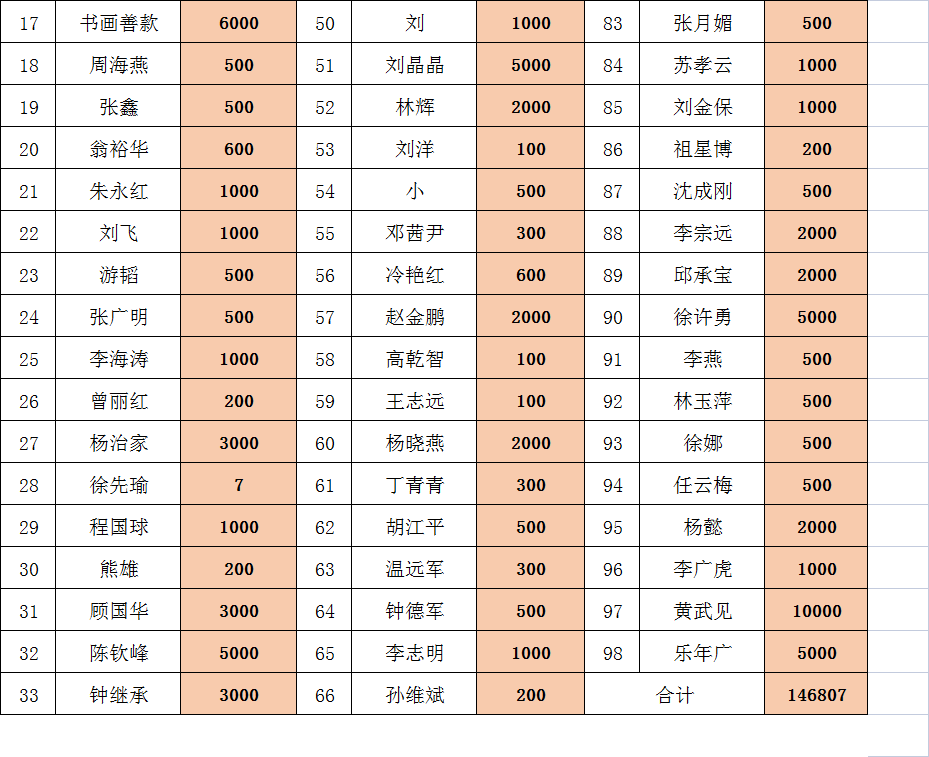 17 书画善款 6000 50 刘 1000 83 张月媚 500
18 周海燕 500 51 刘晶晶 5000 84 苏孝云 1000
19 张鑫 500 52 林辉 2000 85 刘金保 1000
20 翁裕华 600 53 刘洋 100 86 祖星博 200
21 朱永红 1000 54 小 500 87 沈成刚 500
22 刘飞 1000 55 邓茜尹 300 88 李宗远 2000
23 游韬 500 56 冷艳红 600 89 邱承宝 2000
24 张广明 500 57 赵金鹏 2000 90 徐许勇 5000
25 李海涛 1000 58 高乾智 100 91 李燕 500
26 曾丽红 200 59 王志远 100 92 林玉萍 500
27 杨治家 3000 60 杨晓燕 2000 93 徐娜 500
28 徐先瑜 7 61 丁青青 300 94 任云梅 500
29 程国球 1000 62 胡江平 500 95 杨懿 2000
30 熊雄 200 63 温远军 300 96 李广虎 1000
31 顾国华 3000 64 钟德军 500 97 黄武见 10000
32 陈钦峰 5000 65 李志明 1000 98 乐年广 5000
33 钟继承 3000 66 孙维斌 200 合计 146807